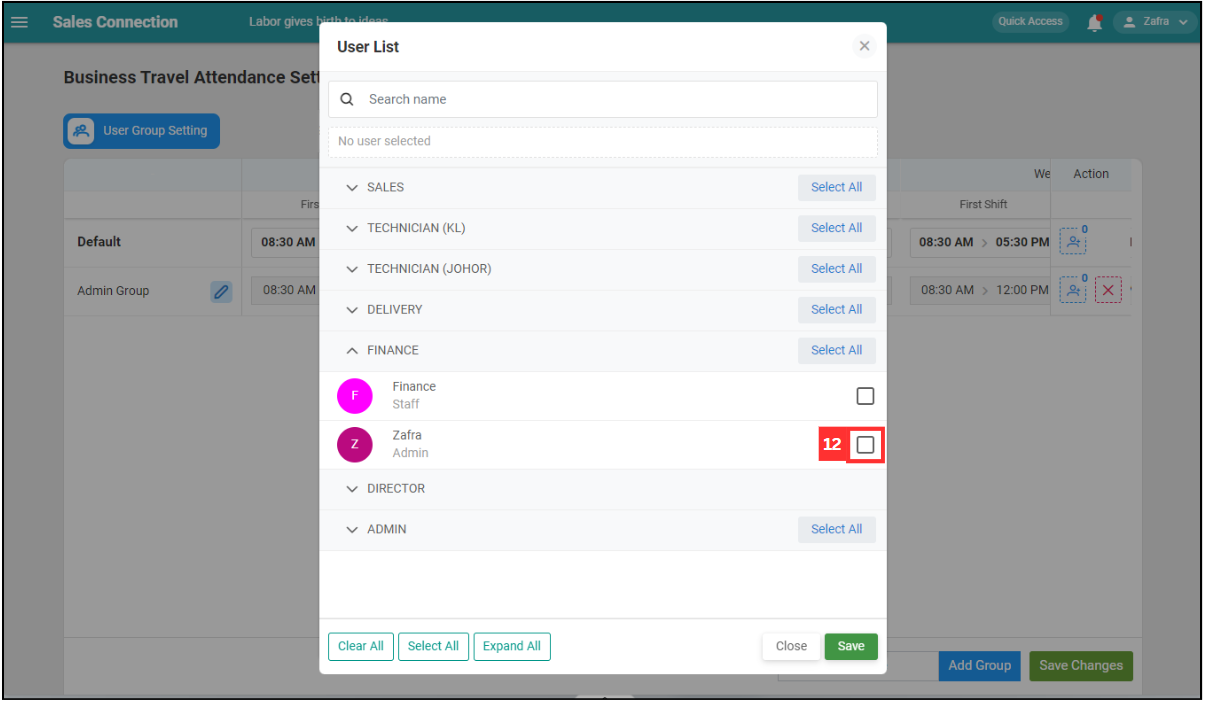 Sales Connection
Labor gives birth to ideas
Quick Access
Zafra
Business Travel Attendance Sett
User Group Setting
User List
Search name
No user selected
We
Action
Firs
First Shift
Default
08:30 AM
08:30 AM > 05:30 PM
0
Admin Group
08:30 AM
08:30 AM > 12:00 PM
0
SALES
Select All
TECHNICIAN (KL)
Select All
TECHNICIAN (JOHOR)
Select All
DELIVERY
Select All
FINANCE
Select All
F
Finance
Staff
Z
Zafra
Admin
12
DIRECTOR
ADMIN
Select All
Clear All
Select All
Expand All
Close
Save
Add Group
Save Changes